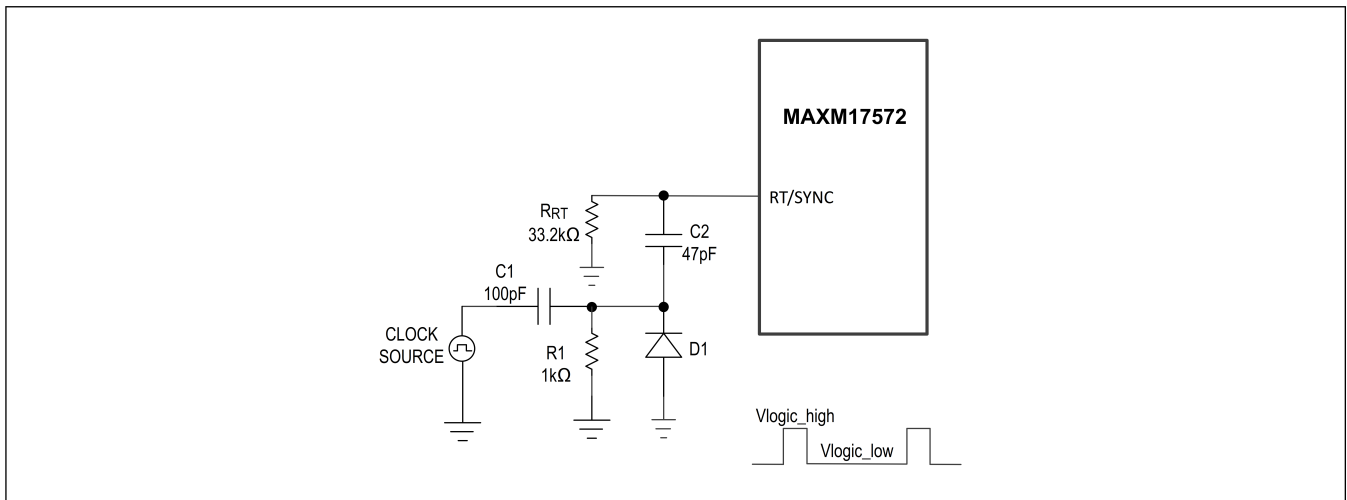 MAXM17572
RT/SYNC
RRT
33.2kΩ
C2
47pF
C1
100pF
CLOCK
SOURCE
R1
1kΩ
D1
Vlogic_high
Vlogic_low